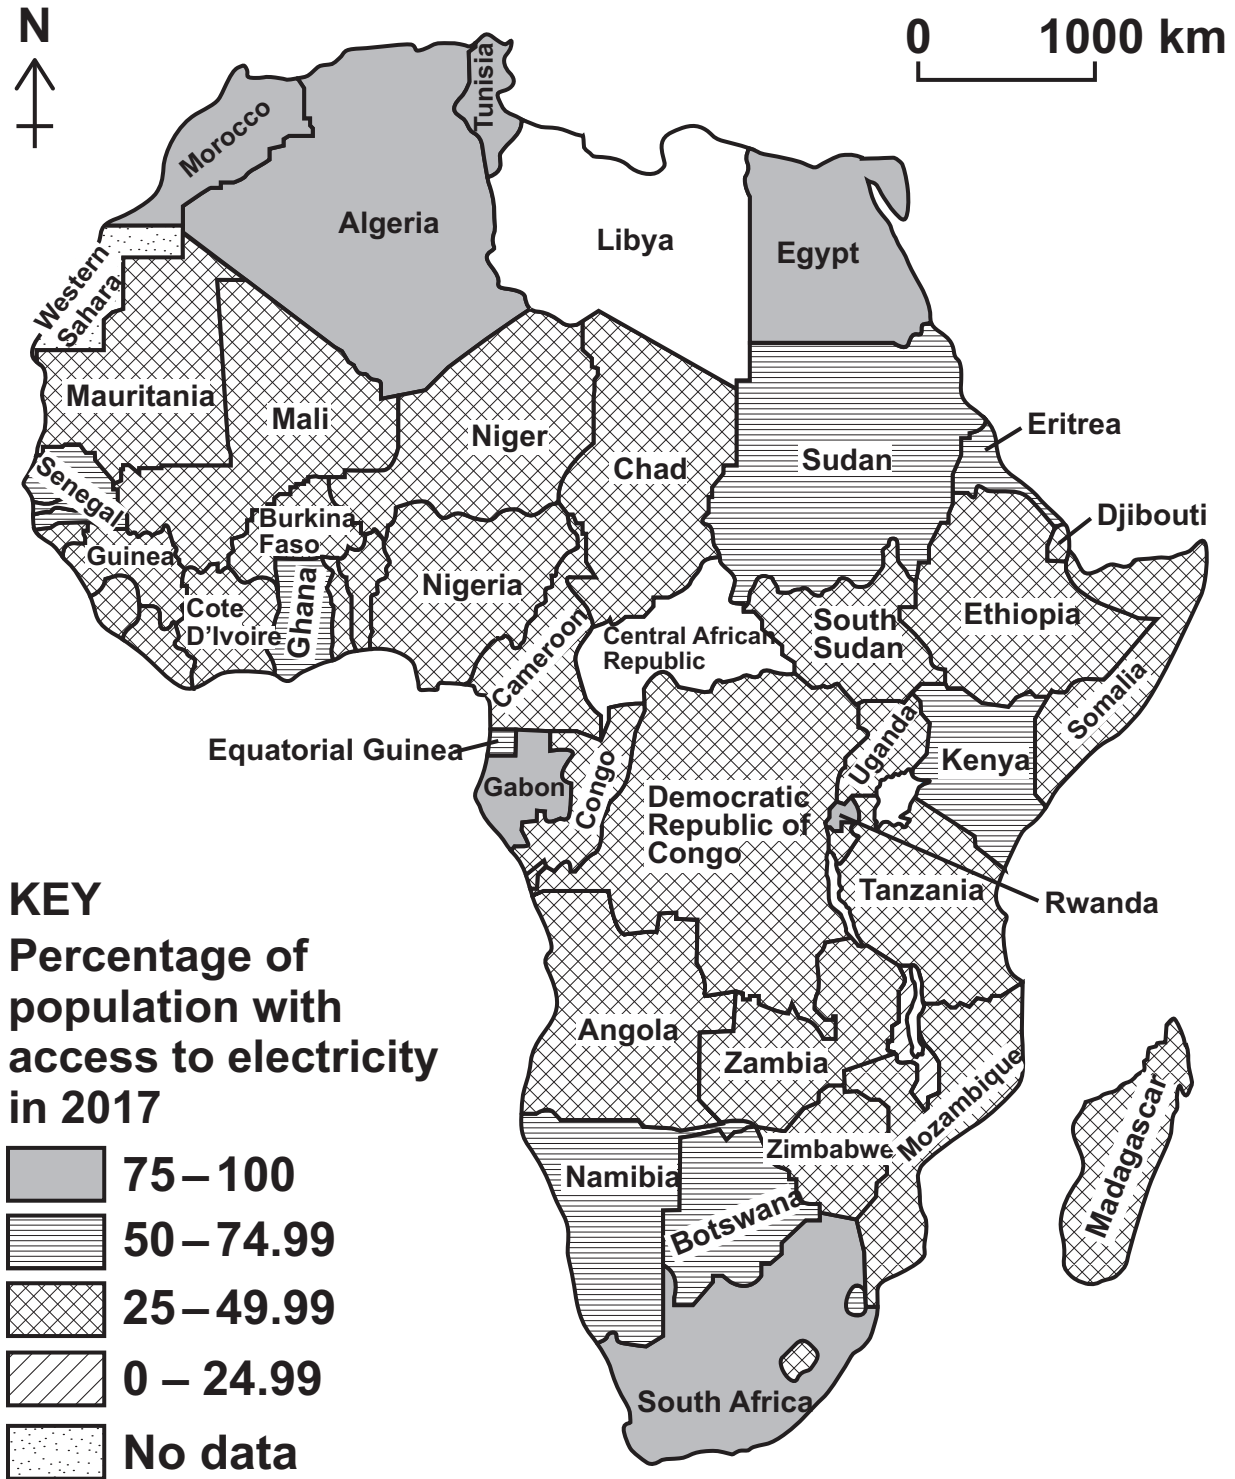 N
0 1000 km
Tunisia
Morocco
Algeria
Libya
Egypt
Western
Sahara
Mauritania
Mali
Niger
Chad
Sudan
Eritrea
Senegal
Djibouti
Burkina
Faso
Guinea
Nigeria
Cote
D'Ivoire
Ghana
Cameroon
Central African
Republic
South
Sudan
Ethiopia
Somalia
Equatorial Guinea
Gabon
Congo
Uganda
Kenya
Democratic
Republic of
Congo
Tanzania
Rwanda
Angola
Zambia
Mozambique
Zimbabwe
Namibia
Botswana
Madagascar
South Africa
KEY
Percentage of
population with
access to electricity
in 2017
75 – 100
50 – 74.99
25 – 49.99
0 – 24.99
No data